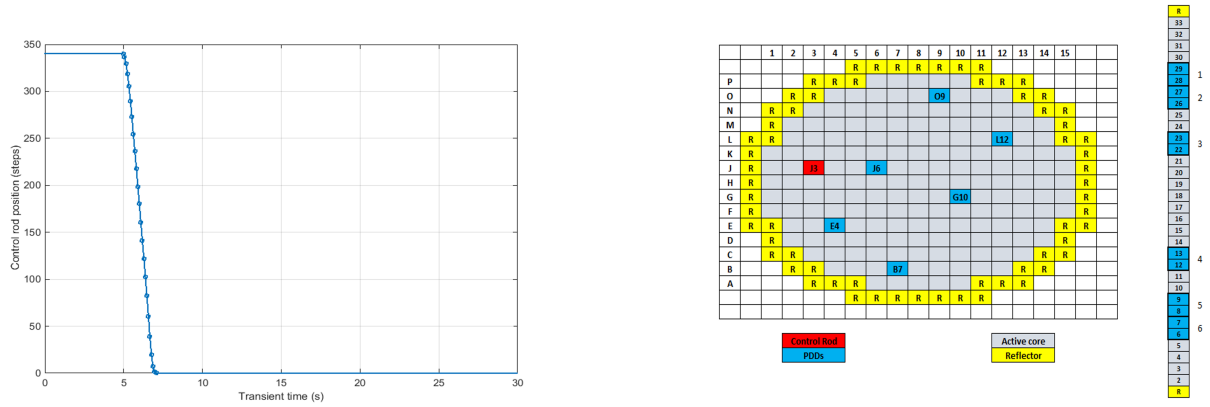 350
300
250
200
150
100
50
0
Control rod position (steps)
0 5 10 15 20 25 30
Transient time (s)
1 2 3 4 5 6 7 8 9 10 11 12 13 14 15
R R R R R R R
P R R R R R R
O R R O9 R R
N R R R R
M R R
L R R L12 R R
K R R
J R J3 J6 R
H R R
G R G10 R
F R R
E R R E4 R R
D R R
C R R R R
B R R B7 R R
A R R R R R R
R R R R R R R
Control Rod
PDDs
Active core
Reflector
R
33
32
31
30
29
28
1
27
26
2
25
24
23
22
3
21
20
19
18
17
16
15
14
13
12
4
11
10
9
8
5
7
6
6
5
4
3
2
R